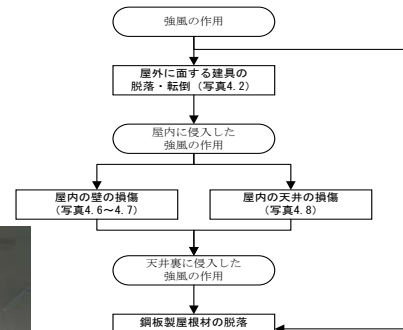 強風の作用
屋外に面する建具の
脱落・転倒（写真4.2）
屋内に侵入した
強風の作用
屋内の壁の損傷
（写真4.6～4.7）
屋内の天井の損傷
（写真4.8）
天井裏に侵入した
強風の作用
鋼板製屋根材の脱落